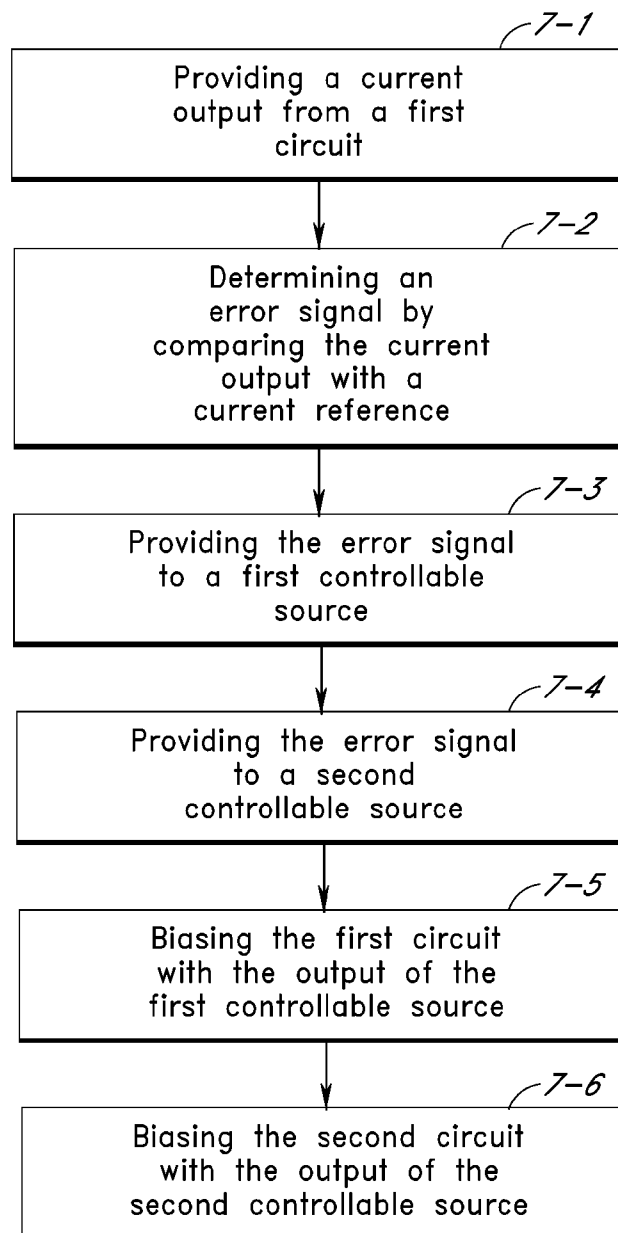 7-1
Providing a current
output from a first
circuit
7-2
Determining an
error signal by
comparing the current
output with a
current reference
7-3
Providing the error signal
to a first controllable
source
7-4
Providing the error signal
to a second
controllable source
7-5
Biasing the first circuit
with the output of the
first controllable source
7-6
Biasing the second circuit
with the output of the
second controllable source